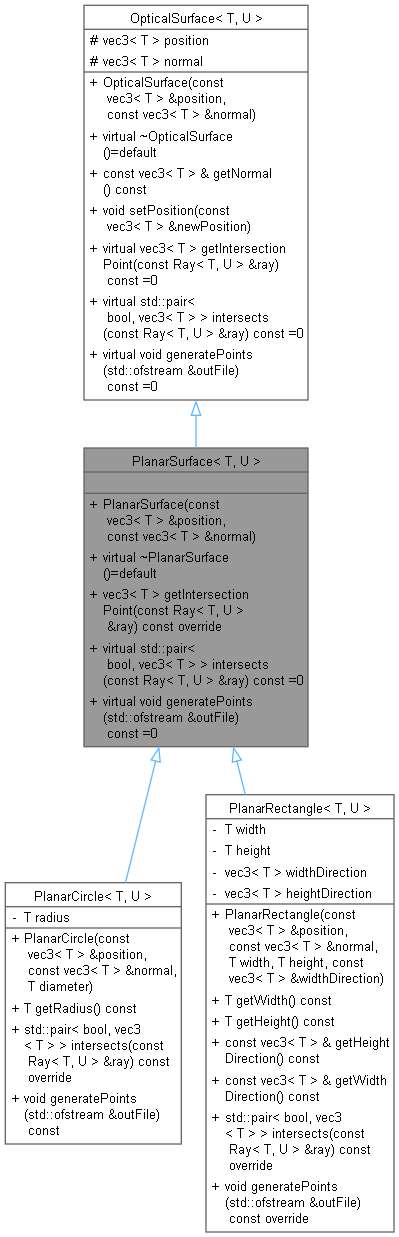 OpticalSurface< T, U >
# vec3< T > position
# vec3< T > normal
+ OpticalSurface(const
vec3< T > &position,
const vec3< T > &normal)
+ virtual ~OpticalSurface
()=default
+ const vec3< T > & getNormal
() const
+ void setPosition(const
vec3< T > &newPosition)
+ virtual vec3< T > getIntersection
Point(const Ray< T, U > &ray)
const =0
+ virtual std::pair<
bool, vec3< T > > intersects
(const Ray< T, U > &ray) const =0
+ virtual void generatePoints
(std::ofstream &outFile)
const =0
PlanarSurface< T, U >
+ PlanarSurface(const
vec3< T > &position,
const vec3< T > &normal)
+ virtual ~PlanarSurface
()=default
+ vec3< T > getIntersection
Point(const Ray< T, U >
&ray) const override
+ virtual std::pair<
bool, vec3< T > > intersects
(const Ray< T, U > &ray) const =0
+ virtual void generatePoints
(std::ofstream &outFile)
const =0
PlanarCircle< T, U >
- T radius
+ PlanarCircle(const
vec3< T > &position,
const vec3< T > &normal,
T diameter)
+ T getRadius() const
+ std::pair< bool, vec3
< T > > intersects(const
Ray< T, U > &ray) const
override
+ void generatePoints
(std::ofstream &outFile)
const
PlanarRectangle< T, U >
- T width
- T height
- vec3< T > widthDirection
- vec3< T > heightDirection
+ PlanarRectangle(const
vec3< T > &position,
const vec3< T > &normal,
T width, T height, const
vec3< T > &widthDirection)
+ T getWidth() const
+ T getHeight() const
+ const vec3< T > & getHeight
Direction() const
+ const vec3< T > & getWidth
Direction() const
+ std::pair< bool, vec3
< T > > intersects(const
Ray< T, U > &ray) const
override
+ void generatePoints
(std::ofstream &outFile)
const override